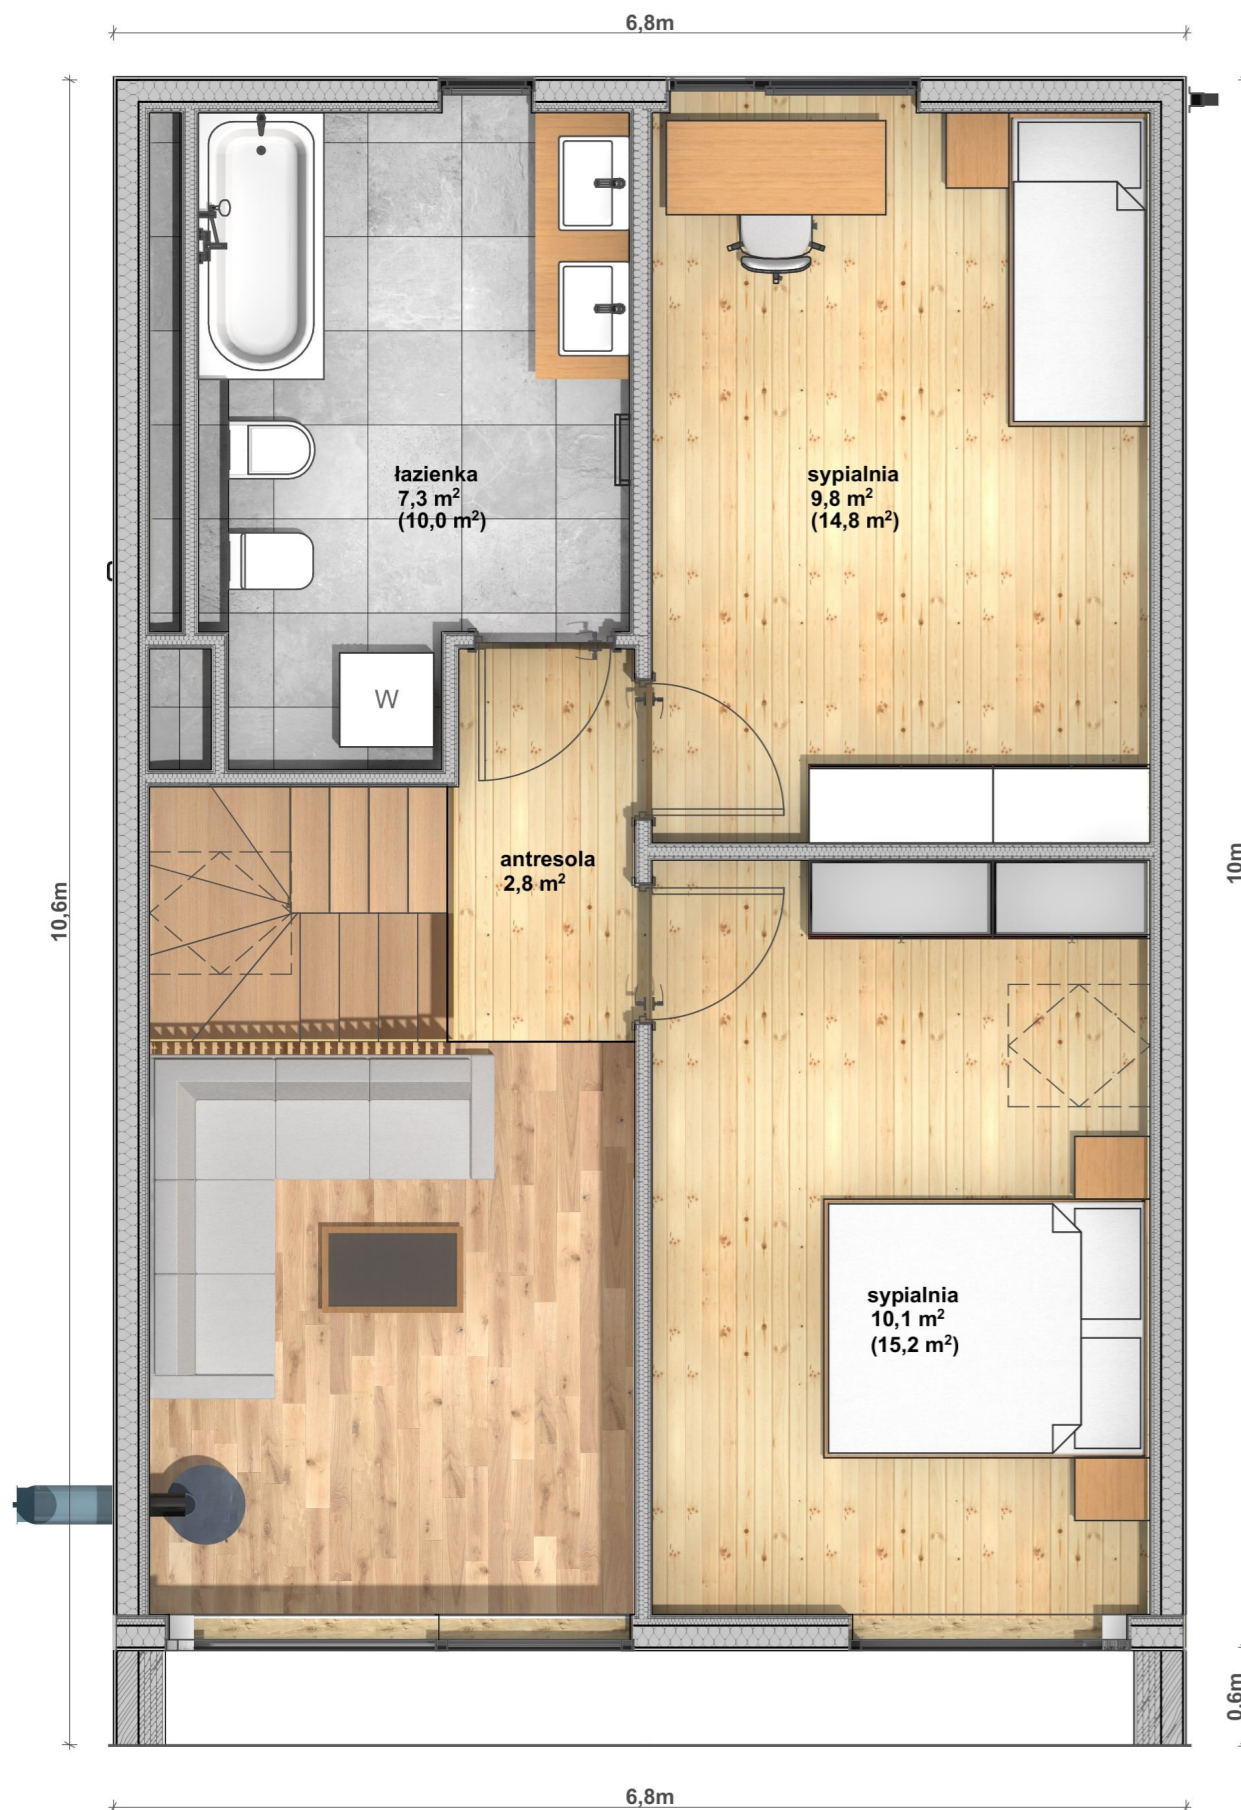 6,8m
łazienka
7,3 m²
(10,0 m²)
sypialnia
9,8 m²
(14,8 m²)
W
antresola
2,8 m²
10m
10,6m
sypialnia
10,1 m²
(15,2 m²)
0,6m
6,8m